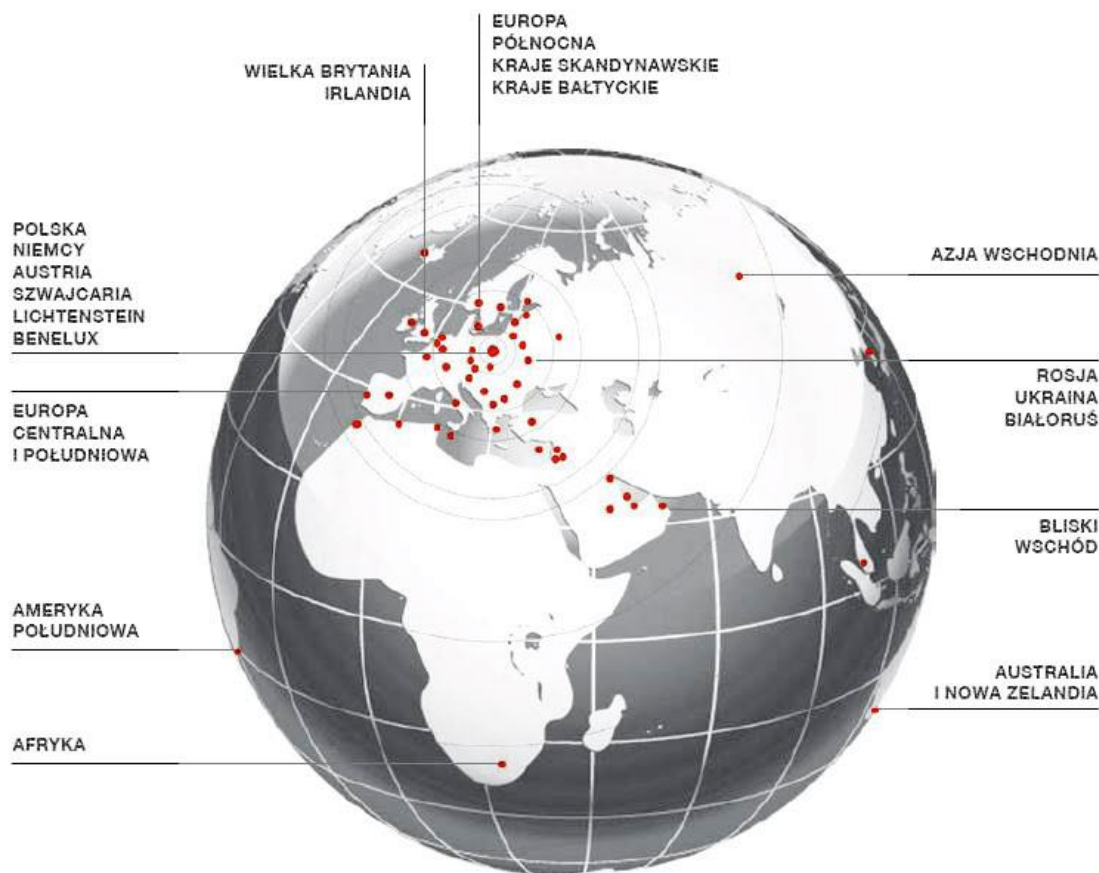 EUROPA
PÓŁNOCNA
KRAJE SKANDYNAWSKIE
KRAJE BAŁTYCKIE
WIELKA BRYTANIA
IRLANDIA
POLSKA
NIEMCY
AUSTRIA
SZWAJCARIA
LICHTENSTEIN
BENELUX
AZJA WSCHODNIA
ROSJA
UKRAINA
BIAŁORUŚ
EUROPA
CENTRALNA
I POŁUDNIOWA
BLISKI
WSCHÓD
AMERYKA
POŁUDNIOWA
AUSTRALIA
I NOWA ZELANDIA
AFRYKA